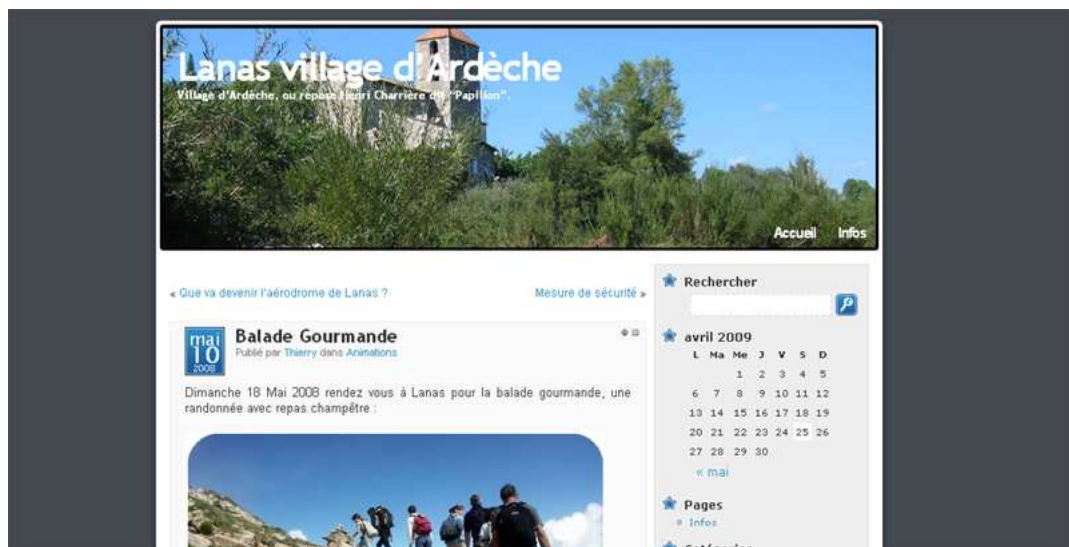 Lanas village d'Ardèche
Village d'Ardèche, ou repose Henri Charrière dit "Papillon".
Accueil Infos
« Que va devenir l'aérodrome de Lanas ?
Mesure de sécurité »
mai
10
2008
Balade Gourmande
Publié par Thierry dans Animations
Dimanche 18 Mai 2008 rendez vous à Lanas pour la balade gourmande, une
randonnée avec repas champêtre :
Rechercher
avril 2009
L Ma Me J V S D
1 2 3 4 5
6 7 8 9 10 11 12
13 14 15 16 17 18 19
20 21 22 23 24 25 26
27 28 29 30
« mai
Pages
Infos